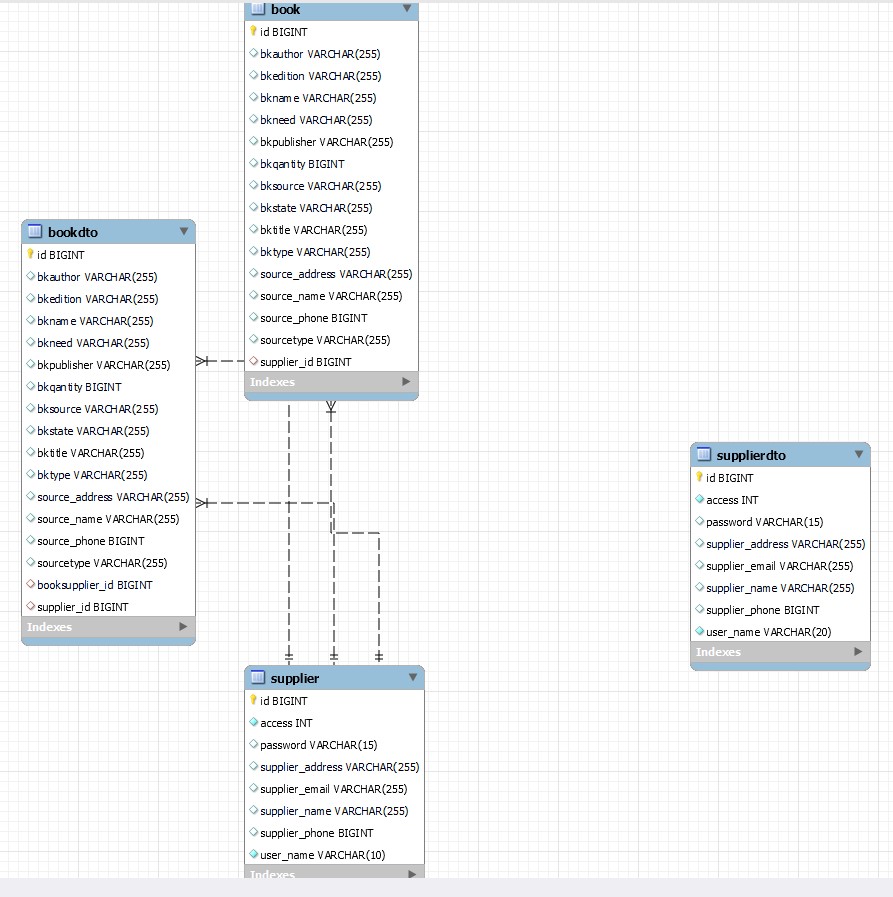 book
id BIGINT
bkauthor VARCHAR(255)
bkedition VARCHAR(255)
bkname VARCHAR(255)
bkneed VARCHAR(255)
bkpublisher VARCHAR(255)
bkqantity BIGINT
bksource VARCHAR(255)
bkstate VARCHAR(255)
bktitle VARCHAR(255)
bktype VARCHAR(255)
source_address VARCHAR(255)
source_name VARCHAR(255)
source_phone BIGINT
sourcetype VARCHAR(255)
supplier_id BIGINT
Indexes
bookdto
id BIGINT
bkauthor VARCHAR(255)
bkedition VARCHAR(255)
bkname VARCHAR(255)
bkneed VARCHAR(255)
bkpublisher VARCHAR(255)
bkqantity BIGINT
bksource VARCHAR(255)
bkstate VARCHAR(255)
bktitle VARCHAR(255)
bktype VARCHAR(255)
source_address VARCHAR(255)
source_name VARCHAR(255)
source_phone BIGINT
sourcetype VARCHAR(255)
booksupplier_id BIGINT
supplier_id BIGINT
Indexes
supplierdto
id BIGINT
access INT
password VARCHAR(15)
supplier_address VARCHAR(255)
supplier_email VARCHAR(255)
supplier_name VARCHAR(255)
supplier_phone BIGINT
user_name VARCHAR(20)
Indexes
supplier
id BIGINT
access INT
password VARCHAR(15)
supplier_address VARCHAR(255)
supplier_email VARCHAR(255)
supplier_name VARCHAR(255)
supplier_phone BIGINT
user_name VARCHAR(10)
Indexes